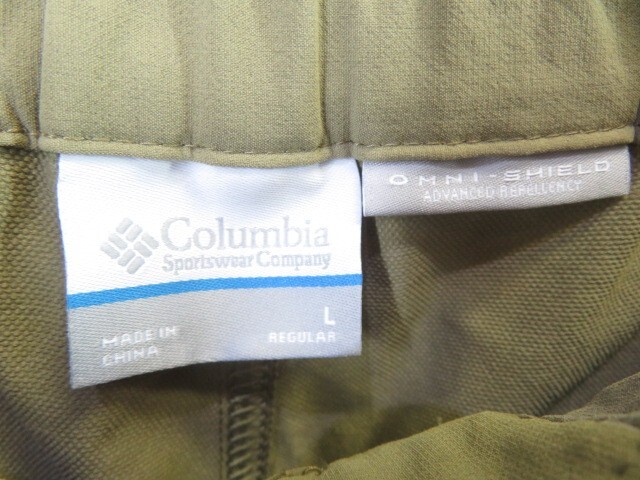 Columbia
Sportswear Company
L
REGULAR
MADE IN
CHINA
OMNI-SHIELD
ADVANCED REPELLENCY